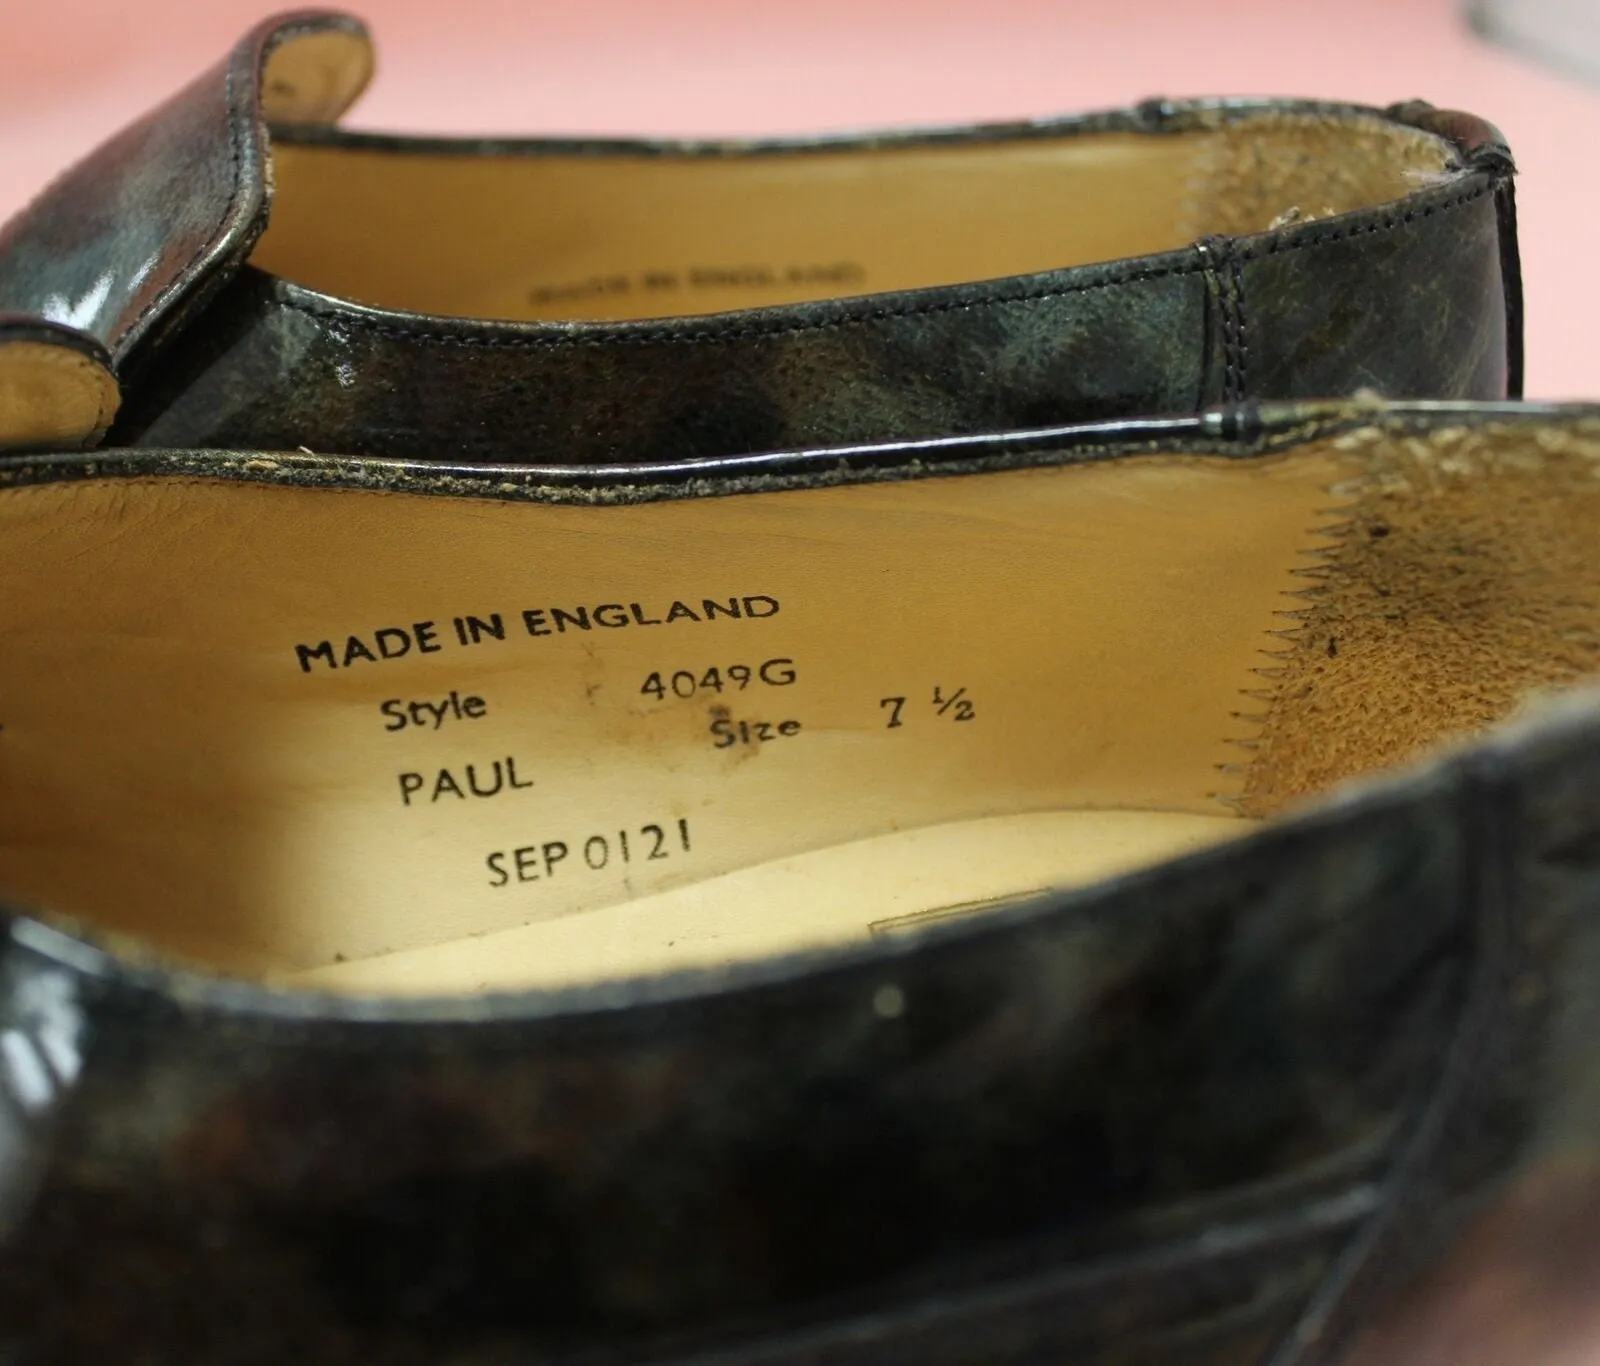 MADE IN ENGLAND
MADE IN ENGLAND
Style 4049G
Size 7 ½
PAUL
SEP 0121